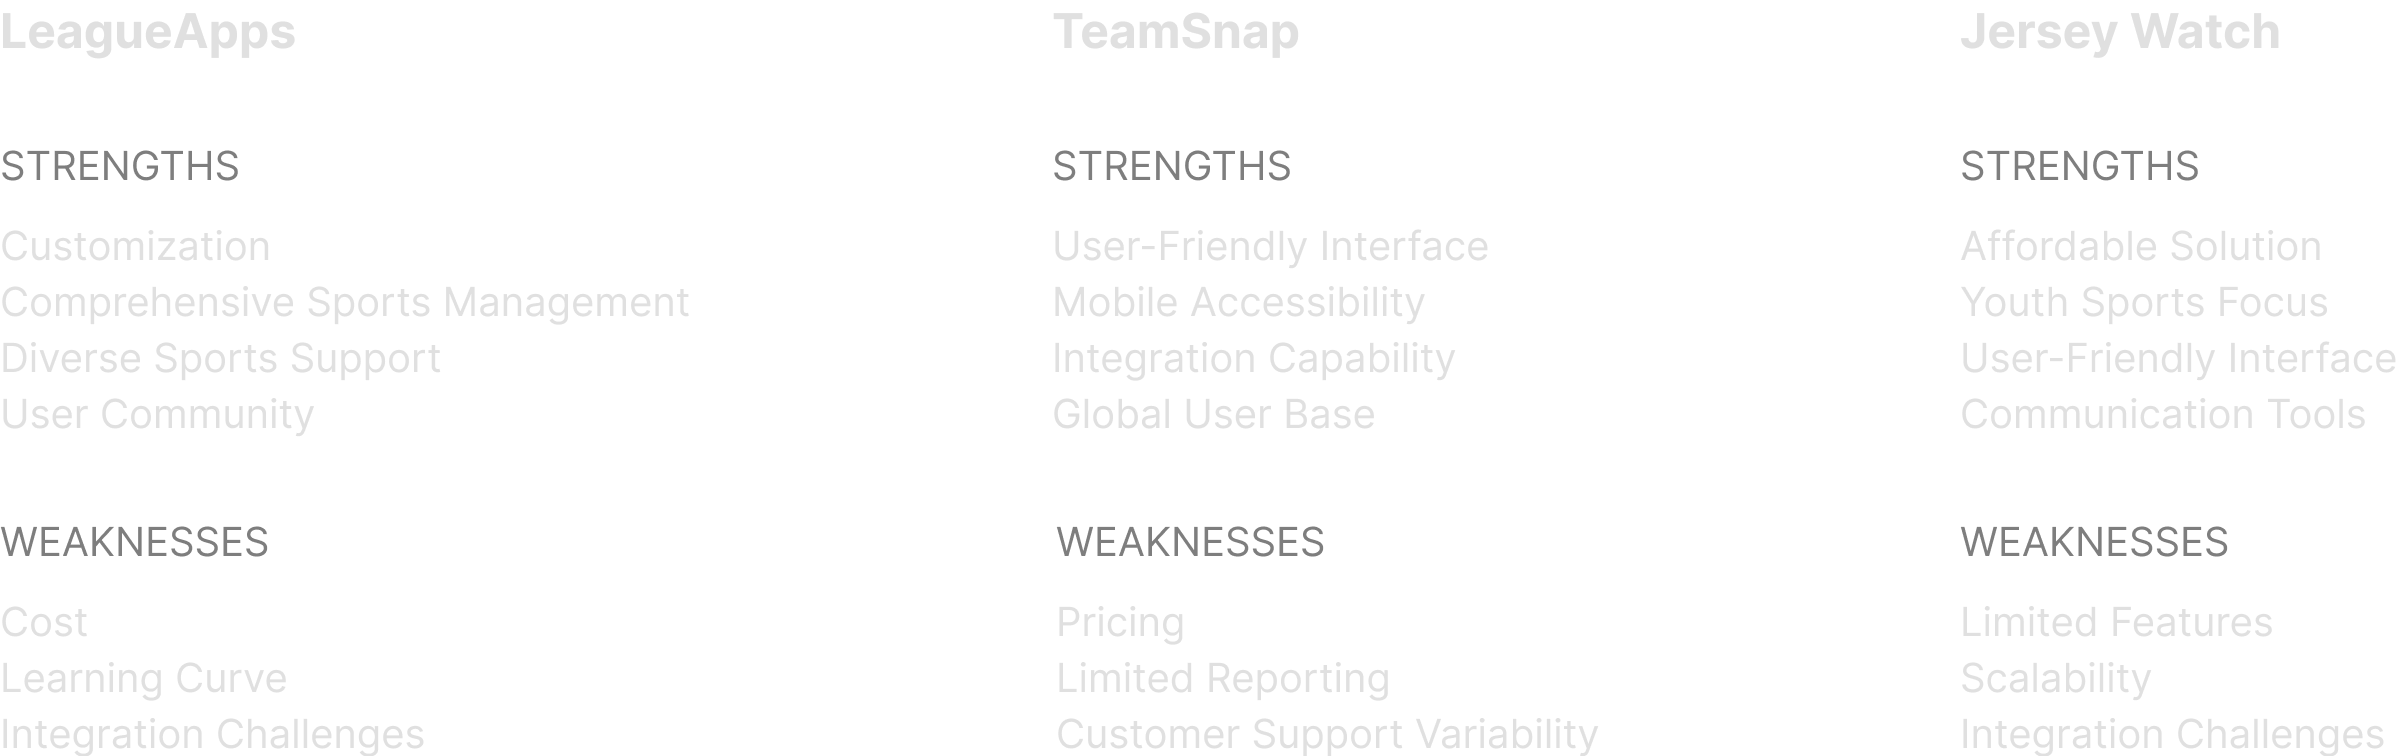 LeagueApps
STRENGTHS
Customization
Comprehensive Sports Management
Diverse Sports Support
User Community
WEAKNESSES
Cost
Learning Curve
Integration Challenges
TeamSnap
STRENGTHS
User-Friendly Interface
Mobile Accessibility
Integration Capability
Global User Base
WEAKNESSES
Pricing
Limited Reporting
Customer Support Variability
Jersey Watch
STRENGTHS
Affordable Solution
Youth Sports Focus
User-Friendly Interface
Communication Tools
WEAKNESSES
Limited Features
Scalability
Integration Challenges